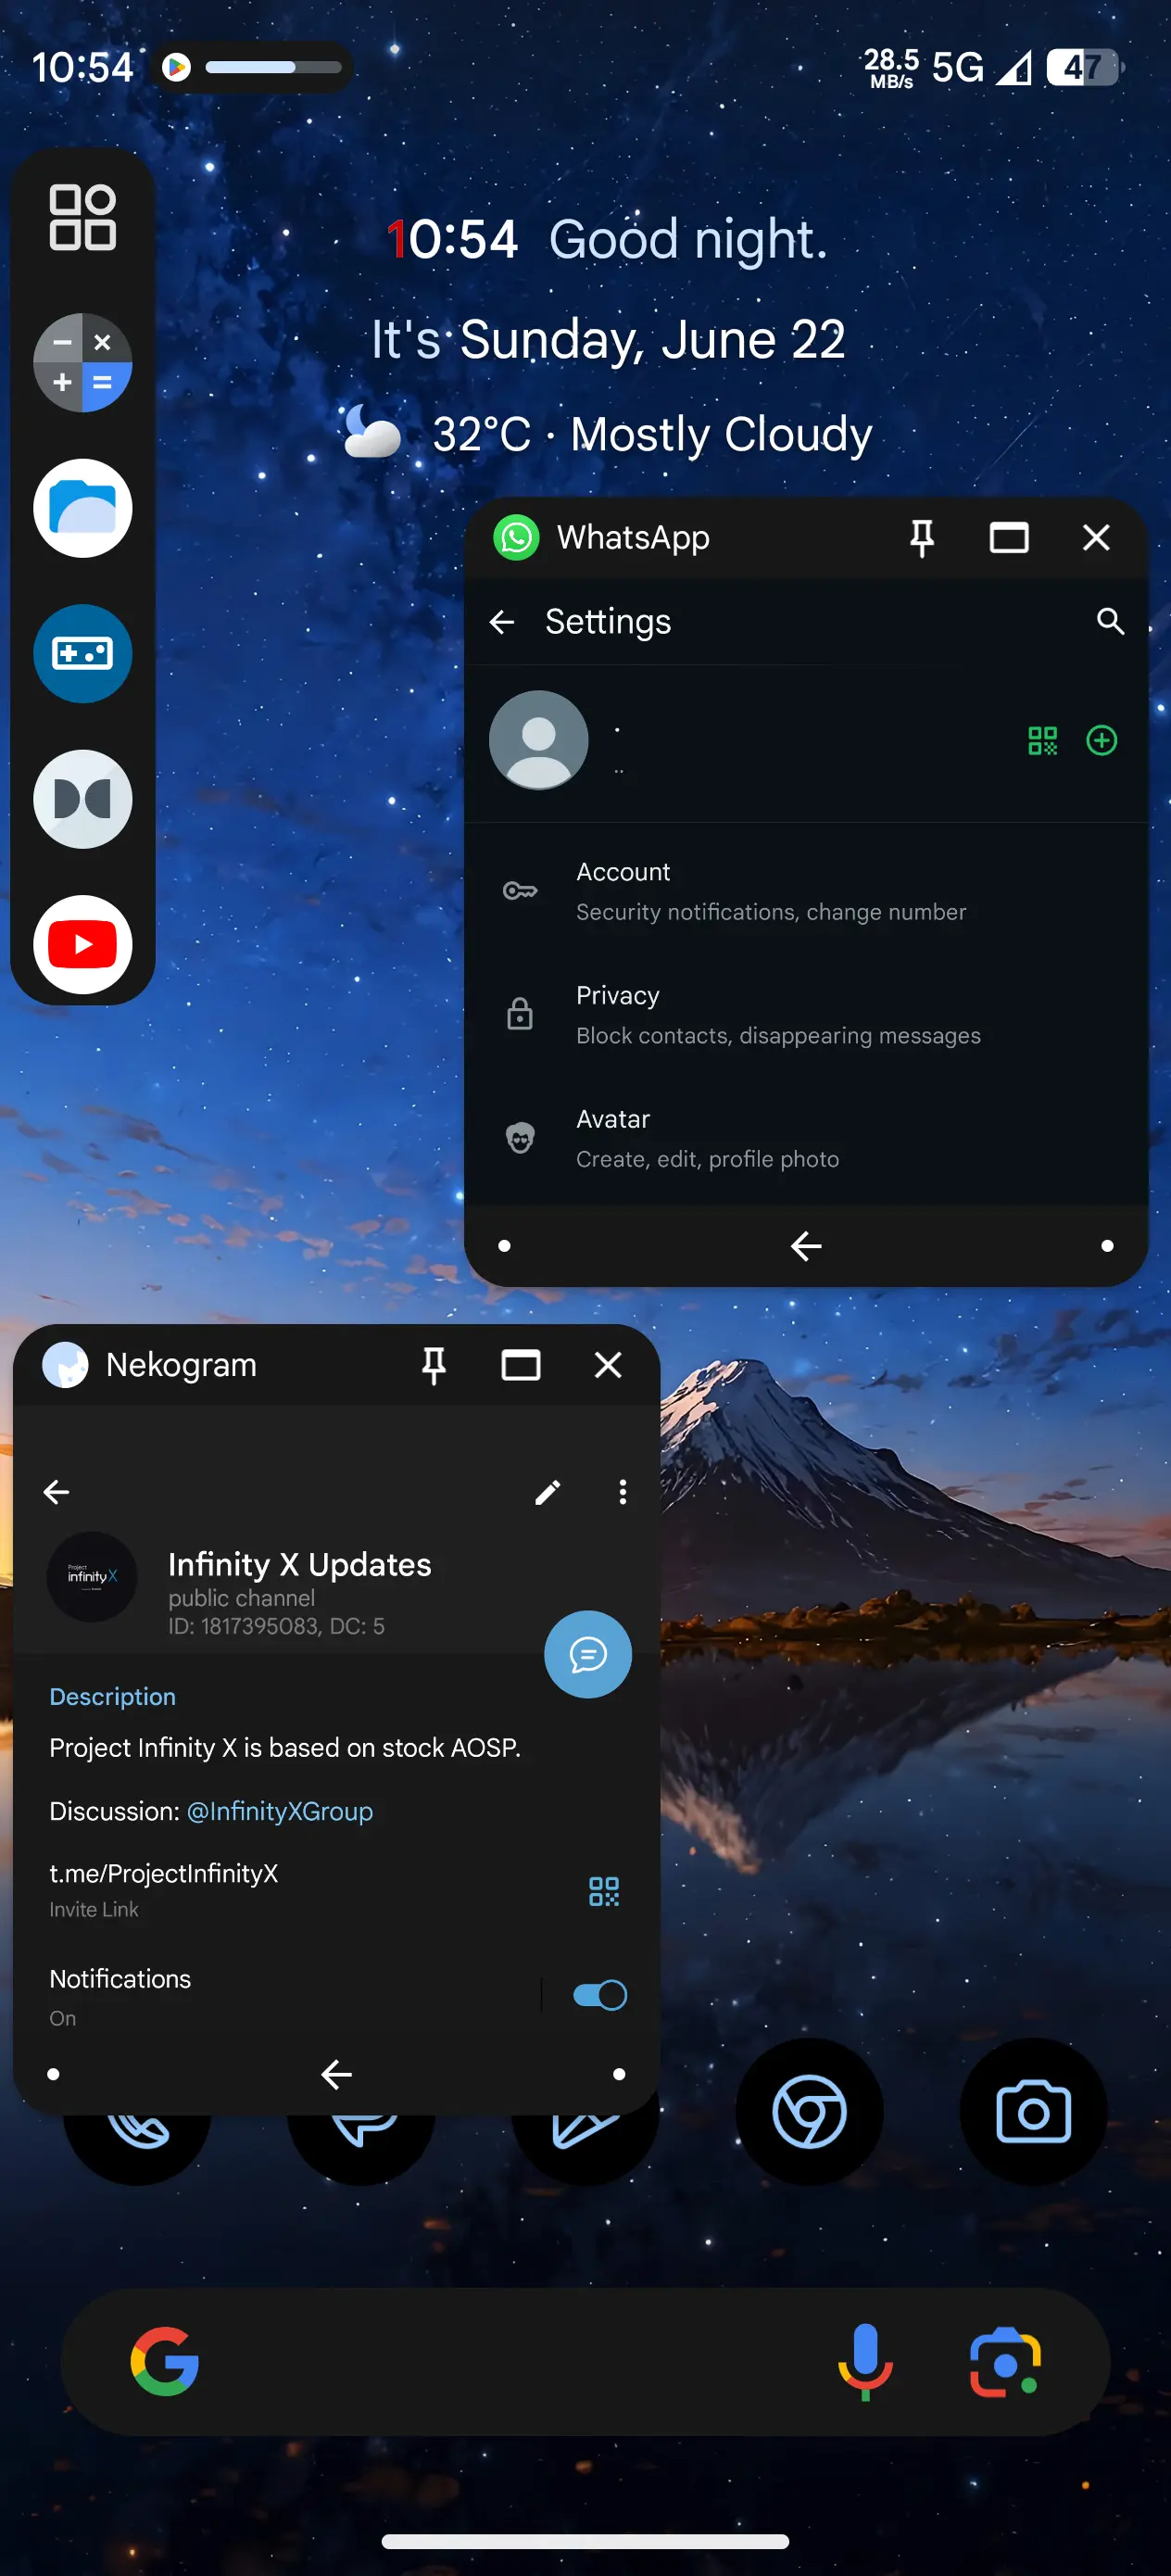 10:54
28.5
MB/s
5G
47
10:54 Good night.
It's Sunday, June 22
32°C · Mostly Cloudy
WhatsApp
Settings
.
..
Account
Security notifications, change number
Privacy
Block contacts, disappearing messages
Avatar
Create, edit, profile photo
Nekogram
Project
infinity X
Infinity X Updates
public channel
ID: 1817395083, DC: 5
Description
Project Infinity X is based on stock AOSP.
Discussion: @InfinityXGroup
t.me/ProjectInfinityX
Invite Link
Notifications
On